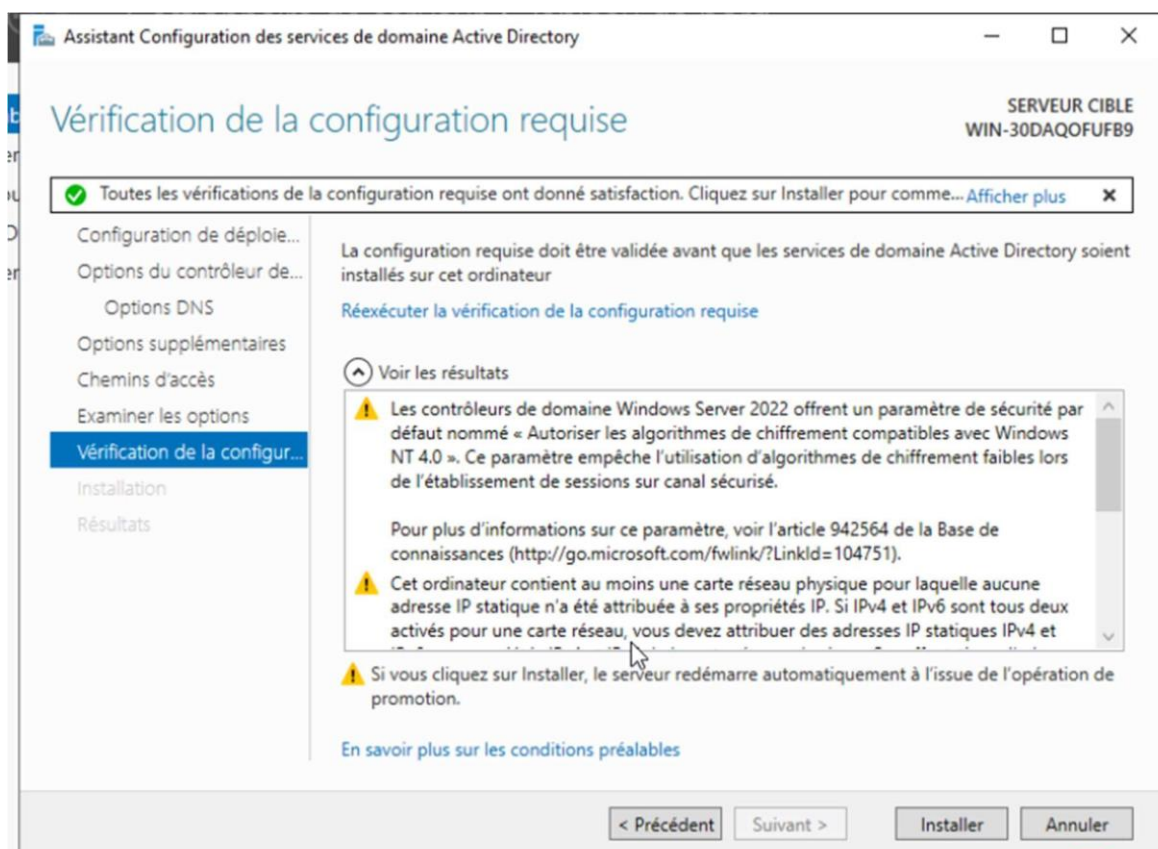 Assistant Configuration des services de domaine Active Directory
Vérification de la configuration requise
SERVEUR CIBLE
WIN-30DAQOFUFB9
Toutes les vérifications de la configuration requise ont donné satisfaction. Cliquez sur Installer pour comme... Afficher plus
Configuration de déploie...
Options du contrôleur de...
Options DNS
Options supplémentaires
Chemins d'accès
Examiner les options
Vérification de la configur...
Installation
Résultats
La configuration requise doit être validée avant que les services de domaine Active Directory soient
installés sur cet ordinateur
Réexécuter la vérification de la configuration requise
Voir les résultats
Les contrôleurs de domaine Windows Server 2022 offrent un paramètre de sécurité par
défaut nommé « Autoriser les algorithmes de chiffrement compatibles avec Windows
NT 4.0 ». Ce paramètre empêche l'utilisation d'algorithmes de chiffrement faibles lors
de l'établissement de sessions sur canal sécurisé.
Pour plus d'informations sur ce paramètre, voir l'article 942564 de la Base de
connaissances (http://go.microsoft.com/fwlink/?LinkId=104751).
Cet ordinateur contient au moins une carte réseau physique pour laquelle aucune
adresse IP statique n'a été attribuée à ses propriétés IP. Si IPv4 et IPv6 sont tous deux
activés pour une carte réseau, vous devez attribuer des adresses IP statiques IPv4 et
Si vous cliquez sur Installer, le serveur redémarre automatiquement à l'issue de l'opération de
promotion.
En savoir plus sur les conditions préalables
< Précédent
Suivant >
Installer
Annuler